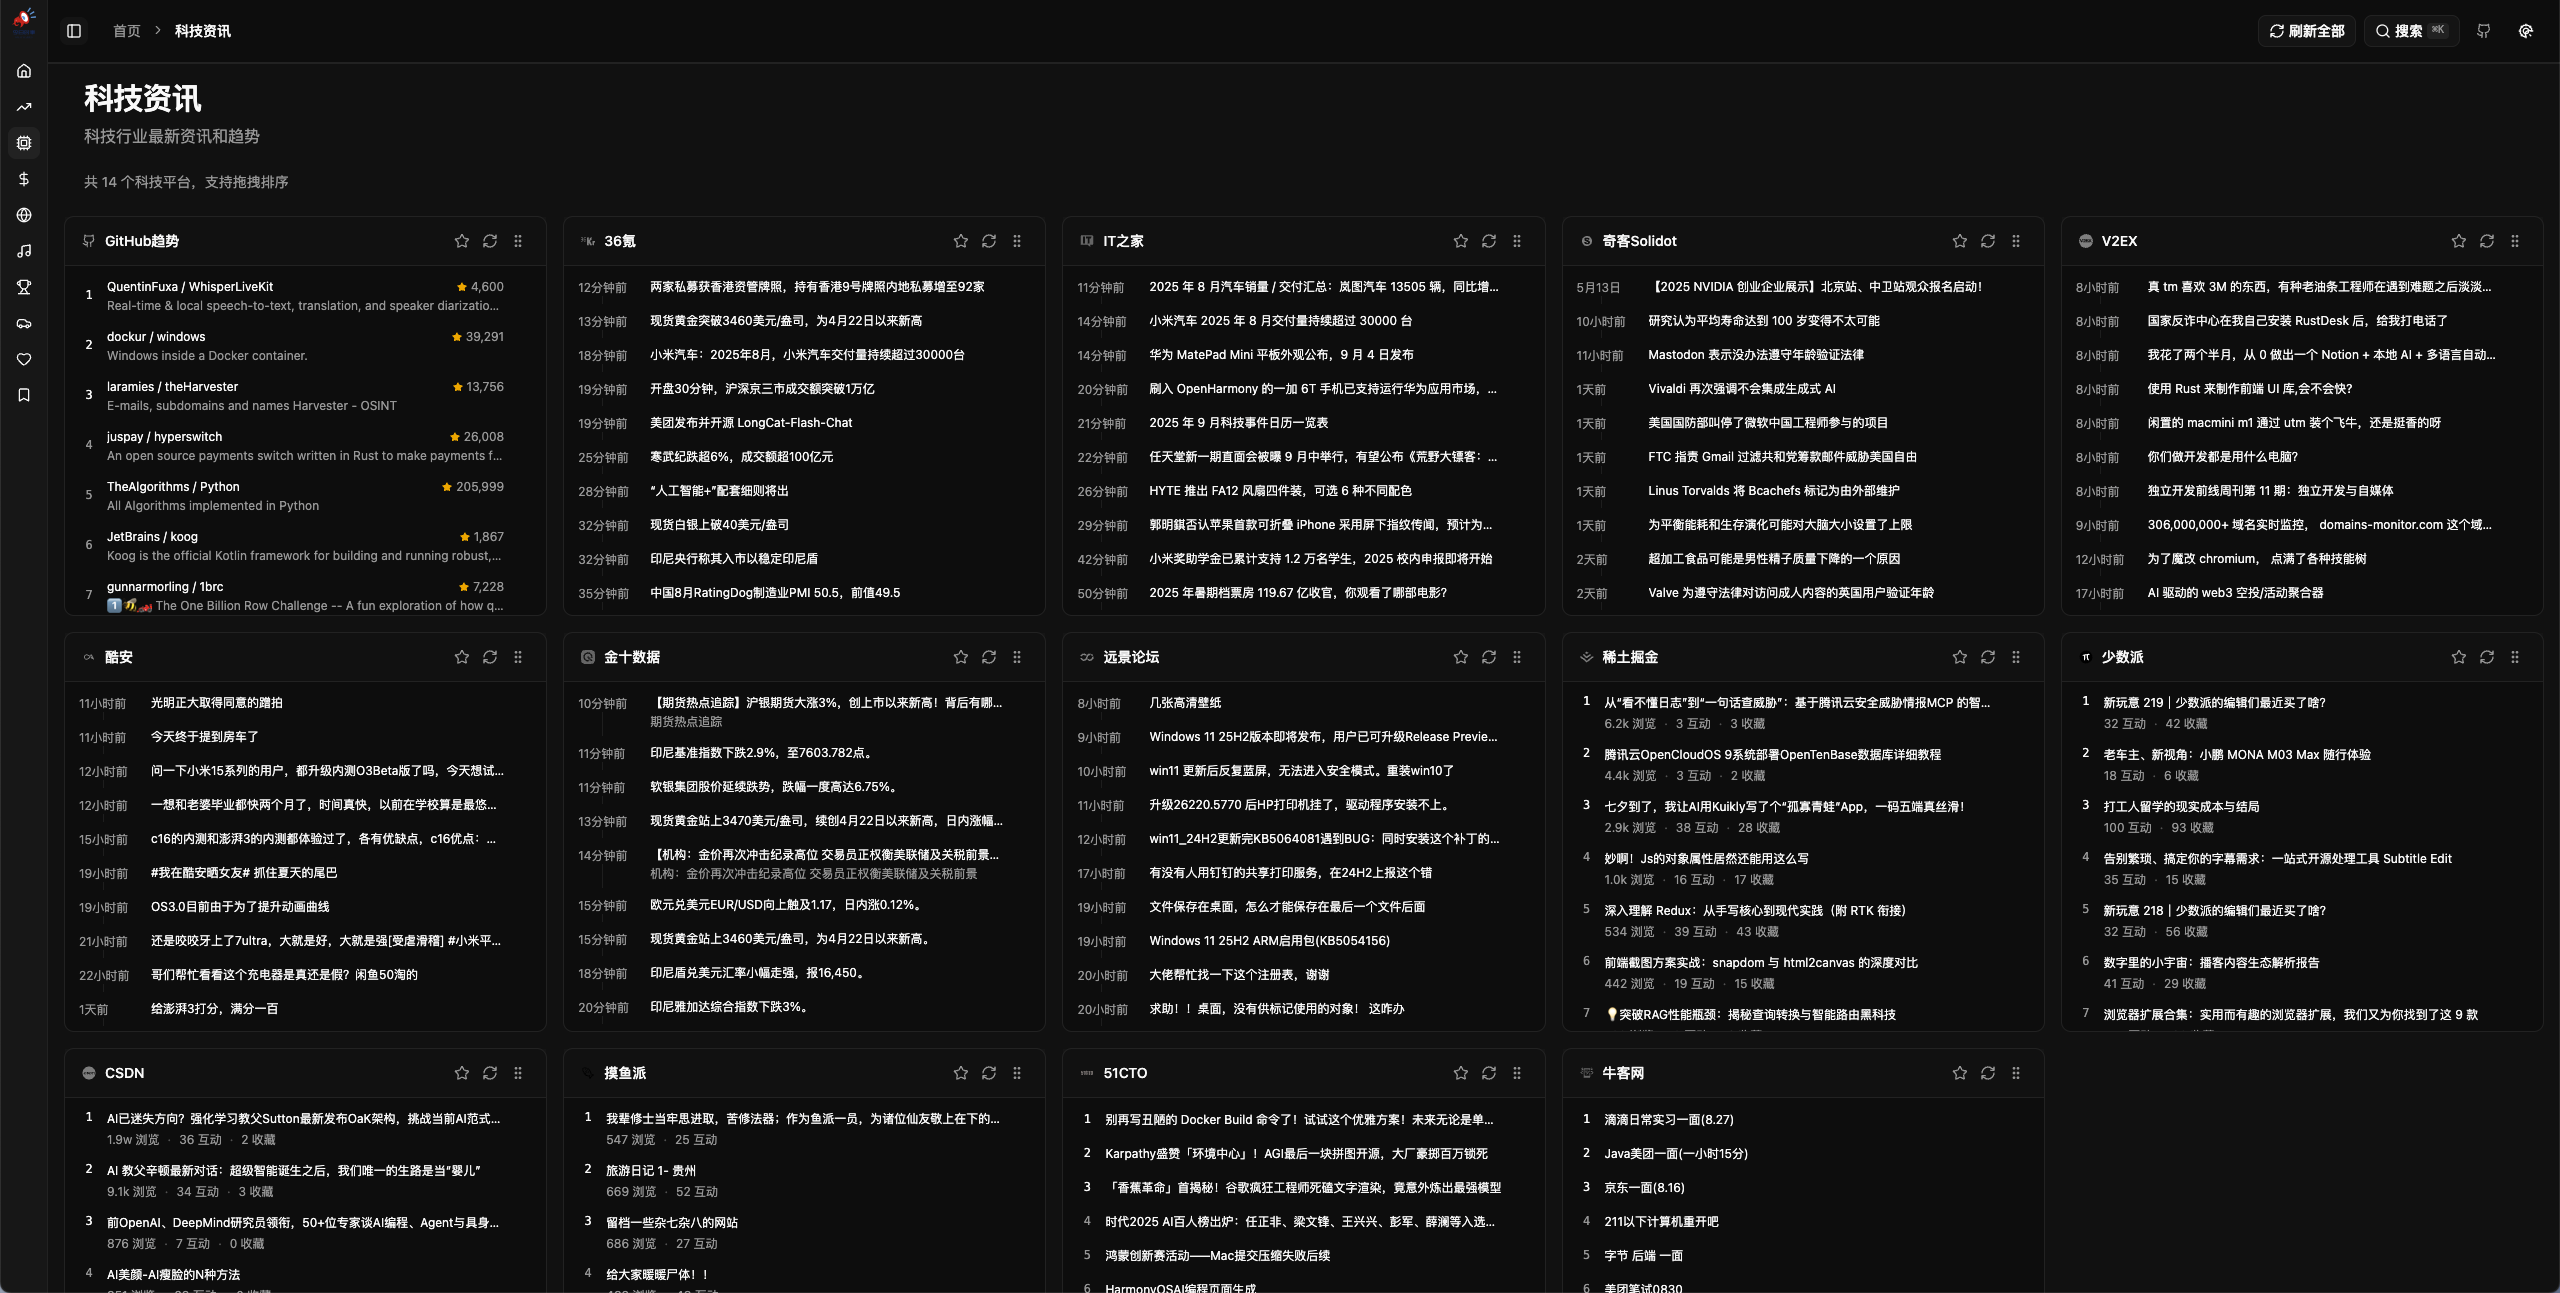 首页
科技资讯
刷新全部
搜索 ⌘K
科技资讯
科技行业最新资讯和趋势
共 14 个科技平台，支持拖拽排序
GitHub趋势
1
QuentinFuxa / WhisperLiveKit
4,600
Real-time & local speech-to-text, translation, and speaker diarizatio...
2
dockur / windows
39,291
Windows inside a Docker container.
3
laramies / theHarvester
13,756
E-mails, subdomains and names Harvester - OSINT
4
juspay / hyperswitch
26,008
An open source payments switch written in Rust to make payments f...
5
TheAlgorithms / Python
205,999
All Algorithms implemented in Python
6
JetBrains / koog
1,867
Koog is the official Kotlin framework for building and running robust,...
7
gunnarmorling / 1brc
7,228
1️⃣🐝🏎️ The One Billion Row Challenge -- A fun exploration of how q...
36氪
12分钟前 两家私募获香港资管牌照，持有香港9号牌照内地私募增至92家
13分钟前 现货黄金突破3460美元/盎司，为4月22日以来新高
18分钟前 小米汽车：2025年8月，小米汽车交付量持续超过30000台
19分钟前 开盘30分钟，沪深京三市成交额突破1万亿
19分钟前 美团发布并开源 LongCat-Flash-Chat
25分钟前 寒武纪跌超6%，成交额超100亿元
28分钟前 “人工智能+”配套细则将出
32分钟前 现货白银上破40美元/盎司
32分钟前 印尼央行称其入市以稳定印尼盾
35分钟前 中国8月RatingDog制造业PMI 50.5，前值49.5
IT之家
11分钟前 2025 年 8 月汽车销量 / 交付汇总：岚图汽车 13505 辆，同比增...
14分钟前 小米汽车 2025 年 8 月交付量持续超过 30000 台
14分钟前 华为 MatePad Mini 平板外观公布，9 月 4 日发布
20分钟前 刷入 OpenHarmony 的一加 6T 手机已支持运行华为应用市场，...
21分钟前 2025 年 9 月科技事件日历一览表
22分钟前 任天堂新一期直面会被曝 9 月中举行，有望公布《荒野大镖客：...
26分钟前 HYTE 推出 FA12 风扇四件装，可选 6 种不同配色
29分钟前 郭明錤否认苹果首款可折叠 iPhone 采用屏下指纹传闻，预计为...
42分钟前 小米奖助学金已累计支持 1.2 万名学生，2025 校内申报即将开始
50分钟前 2025 年暑期档票房 119.67 亿收官，你观看了哪部电影？
奇客Solidot
5月13日 【2025 NVIDIA 创业企业展示】北京站、中卫站观众报名启动！
10小时前 研究认为平均寿命达到 100 岁变得不太可能
11小时前 Mastodon 表示没办法遵守年龄验证法律
1天前 Vivaldi 再次强调不会集成生成式 AI
1天前 美国国防部叫停了微软中国工程师参与的项目
1天前 FTC 指责 Gmail 过滤共和党筹款邮件威胁美国自由
1天前 Linus Torvalds 将 Bcachefs 标记为由外部维护
1天前 为平衡能耗和生存演化可能对大脑大小设置了上限
2天前 超加工食品可能是男性精子质量下降的一个原因
2天前 Valve 为遵守法律对访问成人内容的英国用户验证年龄
V2EX
8小时前 真 tm 喜欢 3M 的东西，有种老油条工程师在遇到难题之后淡淡...
8小时前 国家反诈中心在我自己安装 RustDesk 后，给我打电话了
8小时前 我花了两个半月，从 0 做出一个 Notion + 本地 AI + 多语言自动...
8小时前 使用 Rust 来制作前端 UI 库,会不会快?
8小时前 闲置的 macmini m1 通过 utm 装个飞牛，还是挺香的呀
8小时前 你们做开发都是用什么电脑?
8小时前 独立开发前线周刊第 11 期：独立开发与自媒体
9小时前 306,000,000+ 域名实时监控， domains-monitor.com 这个域...
12小时前 为了魔改 chromium， 点满了各种技能树
17小时前 AI 驱动的 web3 空投/活动聚合器
酷安
11小时前 光明正大取得同意的蹭拍
11小时前 今天终于提到房车了
12小时前 问一下小米15系列的用户，都升级内测O3Beta版了吗，今天想试...
12小时前 一想和老婆毕业都快两个月了，时间真快，以前在学校算是最悠...
15小时前 c16的内测和澎湃3的内测都体验过了，各有优缺点，c16优点：...
19小时前 #我在酷安晒女友# 抓住夏天的尾巴
19小时前 OS3.0目前由于为了提升动画曲线
21小时前 还是咬咬牙上了7ultra，大就是好，大就是强[受虐滑稽] #小米平...
22小时前 哥们帮忙看看这个充电器是真还是假？闲鱼50淘的
1天前 给澎湃3打分，满分一百
金十数据
10分钟前 【期货热点追踪】沪银期货大涨3%，创上市以来新高！背后有哪...
期货热点追踪
11分钟前 印尼基准指数下跌2.9%，至7603.782点。
11分钟前 软银集团股价延续跌势，跌幅一度高达6.75%。
13分钟前 现货黄金站上3470美元/盎司，续创4月22日以来新高，日内涨幅...
14分钟前 【机构：金价再次冲击纪录高位 交易员正权衡美联储及关税前景...
机构：金价再次冲击纪录高位 交易员正权衡美联储及关税前景
15分钟前 欧元兑美元EUR/USD向上触及1.17，日内涨0.12%。
15分钟前 现货黄金站上3460美元/盎司，为4月22日以来新高。
18分钟前 印尼盾兑美元汇率小幅走强，报16,450。
20分钟前 印尼雅加达综合指数下跌3%。
远景论坛
8小时前 几张高清壁纸
9小时前 Windows 11 25H2版本即将发布，用户已可升级Release Previe...
10小时前 win11 更新后反复蓝屏，无法进入安全模式。重装win10了
11小时前 升级26220.5770 后HP打印机挂了，驱动程序安装不上。
12小时前 win11_24H2更新完KB5064081遇到BUG：同时安装这个补丁的...
17小时前 有没有人用钉钉的共享打印服务，在24H2上报这个错
19小时前 文件保存在桌面，怎么才能保存在最后一个文件后面
19小时前 Windows 11 25H2 ARM启用包(KB5054156)
20小时前 大佬帮忙找一下这个注册表，谢谢
20小时前 求助！！桌面，没有供标记使用的对象！ 这咋办
稀土掘金
1 从“看不懂日志”到“一句话查威胁”：基于腾讯云安全威胁情报MCP 的智...
6.2k 浏览 · 3 互动 · 3 收藏
2 腾讯云OpenCloudOS 9系统部署OpenTenBase数据库详细教程
4.4k 浏览 · 3 互动 · 2 收藏
3 七夕到了，我让AI用Kuikly写了个“孤寡青蛙”App，一码五端真丝滑！
2.9k 浏览 · 38 互动 · 28 收藏
4 妙啊！Js的对象属性居然还能用这么写
1.0k 浏览 · 16 互动 · 17 收藏
5 深入理解 Redux：从手写核心到现代实践（附 RTK 衔接）
534 浏览 · 39 互动 · 43 收藏
6 前端截图方案实战：snapdom 与 html2canvas 的深度对比
442 浏览 · 19 互动 · 15 收藏
7 💡突破RAG性能瓶颈：揭秘查询转换与智能路由黑科技
少数派
1 新玩意 219｜少数派的编辑们最近买了啥？
32 互动 · 42 收藏
2 老车主、新视角：小鹏 MONA M03 Max 随行体验
18 互动 · 6 收藏
3 打工人留学的现实成本与结局
100 互动 · 93 收藏
4 告别繁琐、搞定你的字幕需求：一站式开源处理工具 Subtitle Edit
35 互动 · 15 收藏
5 新玩意 218｜少数派的编辑们最近买了啥？
32 互动 · 56 收藏
6 数字里的小宇宙：播客内容生态解析报告
41 互动 · 29 收藏
7 浏览器扩展合集：实用而有趣的浏览器扩展，我们又为你找到了这 9 款
CSDN
1 AI已迷失方向？强化学习教父Sutton最新发布OaK架构，挑战当前AI范式...
1.9w 浏览 · 36 互动 · 2 收藏
2 AI 教父辛顿最新对话：超级智能诞生之后，我们唯一的生路是当”婴儿”
9.1k 浏览 · 34 互动 · 3 收藏
3 前OpenAI、DeepMind研究员领衔，50+位专家谈AI编程、Agent与具身...
876 浏览 · 7 互动 · 0 收藏
4 AI美颜-AI瘦脸的N种方法
摸鱼派
1 我辈修士当牢思进取，苦修法器；作为鱼派一员，为诸位仙友敬上在下的...
547 浏览 · 25 互动
2 旅游日记 1- 贵州
669 浏览 · 52 互动
3 留档一些杂七杂八的网站
686 浏览 · 27 互动
4 给大家暖暖尸体！！
51CTO
1 别再写丑陋的 Docker Build 命令了！试试这个优雅方案！未来无论是单...
2 Karpathy盛赞「环境中心」！AGI最后一块拼图开源，大厂豪掷百万锁死
3 「香蕉革命」首揭秘！谷歌疯狂工程师死磕文字渲染，竟意外炼出最强模型
4 时代2025 AI百人榜出炉：任正非、梁文锋、王兴兴、彭军、薛澜等入选...
5 鸿蒙创新赛活动——Mac提交压缩失败后续
6 HarmonyOSAI编程页面生成
牛客网
1 滴滴日常实习一面(8.27)
2 Java美团一面(一小时15分)
3 京东一面(8.16)
4 211以下计算机重开吧
5 字节 后端 一面
6 美团笔试0830